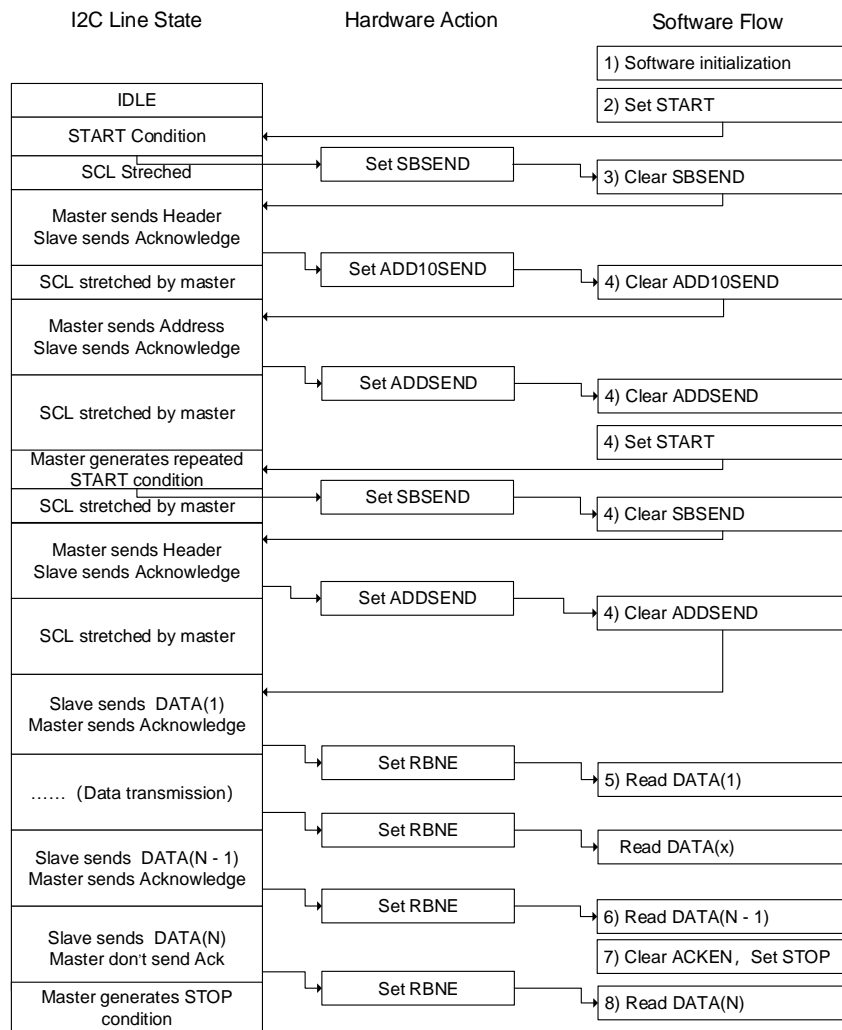 I2C Line State
Hardware Action
Software Flow
1) Software initialization
IDLE
2) Set START
START Condition
SCL Streched
Set SBSEND
3) Clear SBSEND
Master sends Header
Slave sends Acknowledge
Set ADD10SEND
SCL stretched by master
4) Clear ADD10SEND
Master sends Address
Slave sends Acknowledge
Set ADDSEND
4) Clear ADDSEND
SCL stretched by master
4) Set START
Master generates repeated
START condition
Set SBSEND
SCL stretched by master
4) Clear SBSEND
Master sends Header
Slave sends Acknowledge
Set ADDSEND
4) Clear ADDSEND
SCL stretched by master
Slave sends DATA(1)
Master sends Acknowledge
Set RBNE
5) Read DATA(1)
…… (Data transmission)
Set RBNE
Read DATA(x)
Slave sends DATA(N - 1)
Master sends Acknowledge
Set RBNE
6) Read DATA(N - 1)
Slave sends DATA(N)
Master don't send Ack
7) Clear ACKEN, Set STOP
Set RBNE
8) Read DATA(N)
Master generates STOP
condition